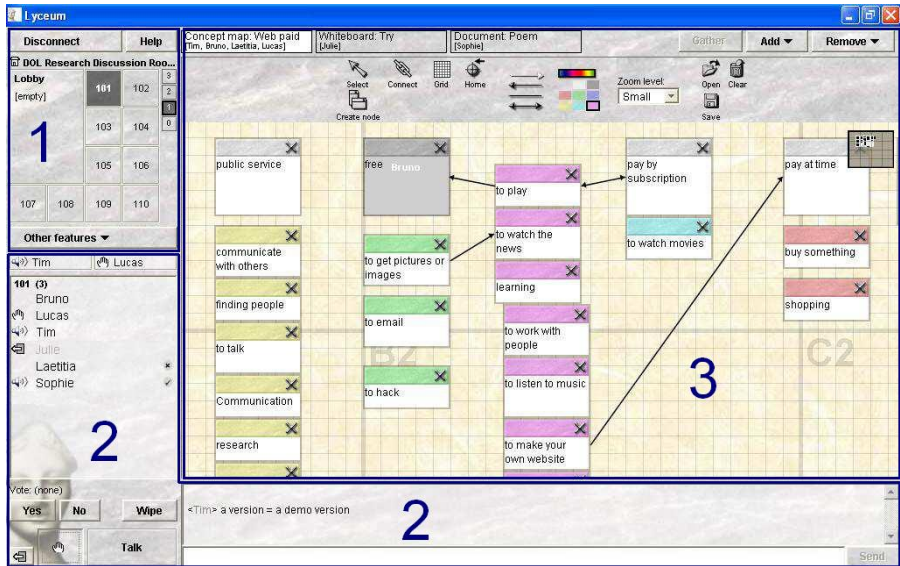 Lyceum
Disconnect Help
DOL Research Discussion Roo...
Lobby
[empty]
101 102
103 104
105 106
107 108 109 110
3
2
1
0
1
Other features
Concept map: Web paid
[Tim, Bruno, Laetitia, Lucas]
Whiteboard: Try
[Julie]
Document: Poem
[Sophie]
Gather Add Remove
Select Connect Grid Home
Create node
Zoom level:
Small
Open Clear
Save
public service
free
Bruno
to play
pay by
subscription
pay at time
communicate
with others
to get pictures or
images
to watch the
news
to watch movies
buy something
finding people
learning
shopping
to talk
to email
to work with
people
B2
C2
Communication
to hack
to listen to music
3
research
to make your
own website
Tim Lucas
101 (3)
Bruno
Lucas
Tim
Julie
Laetitia
Sophie
2
Vote: (none)
Yes No Wipe
Talk
<Tim> a version = a demo version
2
Send